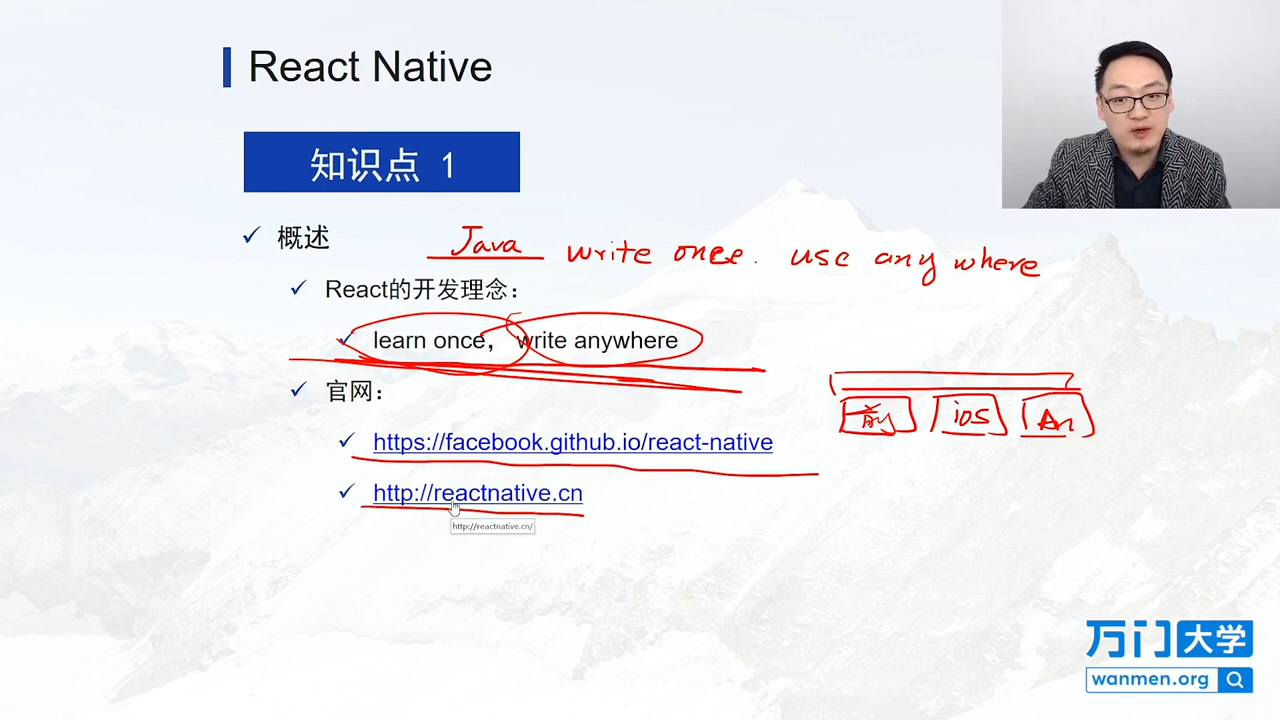 React Native
知识点 1
概述
Java write once. use any where
React的开发理念：
learn once， write anywhere
官网：
前 iOS An
https://facebook.github.io/react-native
http://reactnative.cn
http://reactnative.cn/
万门大学
wanmen.org